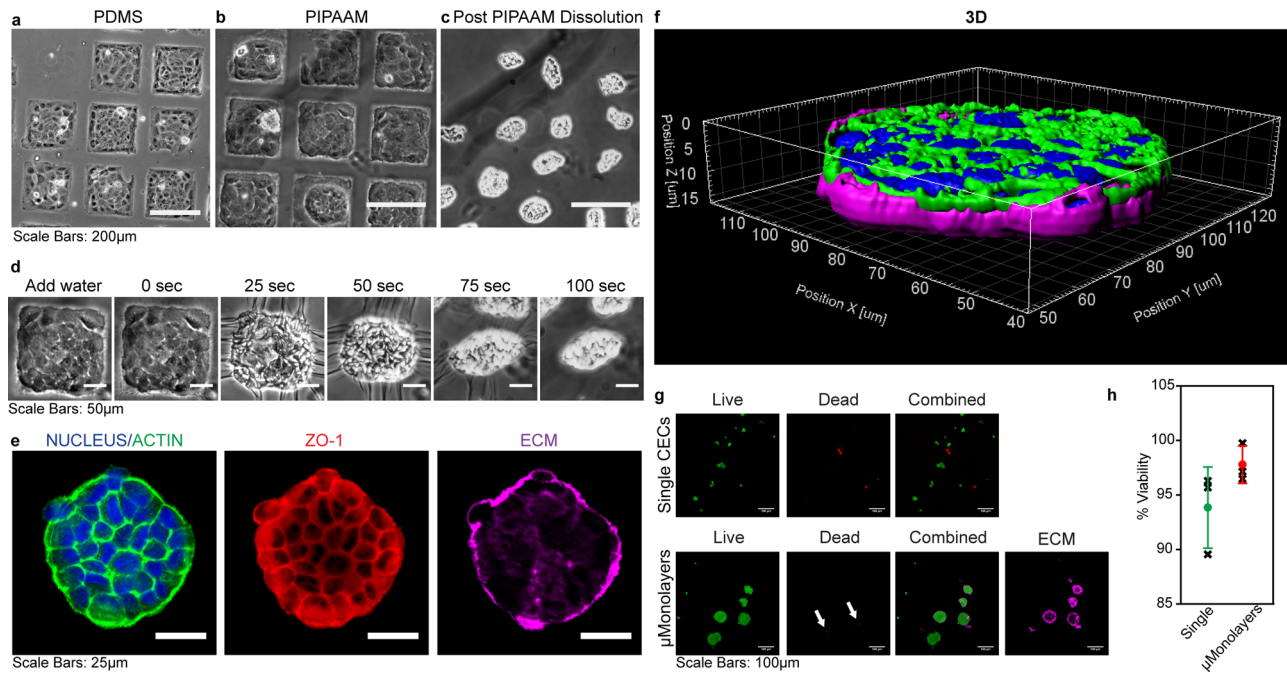 a
PDMS
b
PIPAAM
c
Post PIPAAM Dissolution
Scale Bars: 200μm
d
Add water
0 sec
25 sec
50 sec
75 sec
100 sec
Scale Bars: 50μm
e
NUCLEUS/ACTIN
ZO-1
ECM
Scale Bars: 25μm
f
3D
Position Z [um]
0
5
10
15
110
100
90
80
70
60
50
40
Position X [um]
50
60
70
80
90
100
110
120
Position Y [um]
g
Live
Dead
Combined
Single CECs
Live
Dead
Combined
ECM
μMonolayers
Scale Bars: 100μm
h
105
100
95
90
85
% Viability
Single
μMonolayers